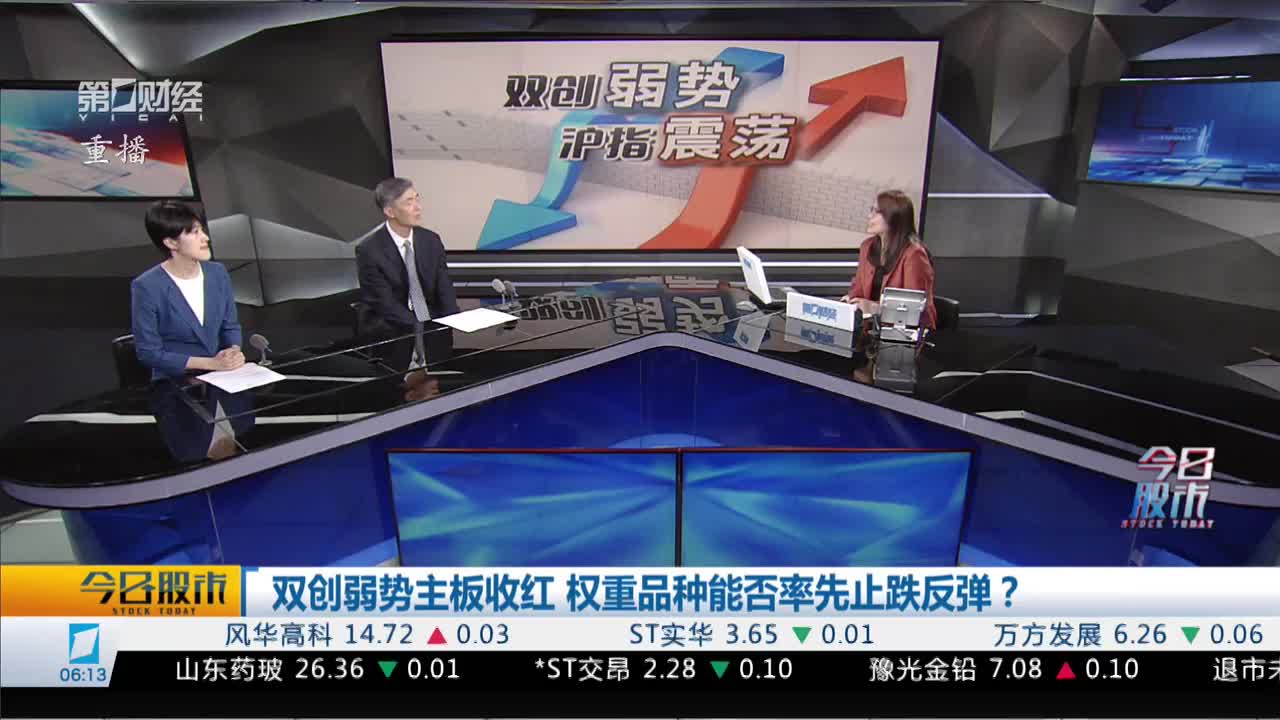 第一财经
YICAI
重播
双创弱势
沪指震荡
STOCK
TODAY
今日
股市
STOCK TODAY
今日股市
STOCK TODAY
双创弱势主板收红 权重品种能否率先止跌反弹？
风华高科 14.72 ▲ 0.03 ST实华 3.65 ▼ 0.01 万方发展 6.26 ▼ 0.06
06:13
山东药玻 26.36 ▼ 0.01 *ST交昂 2.28 ▼ 0.10 豫光金铅 7.08 ▲ 0.10 退市